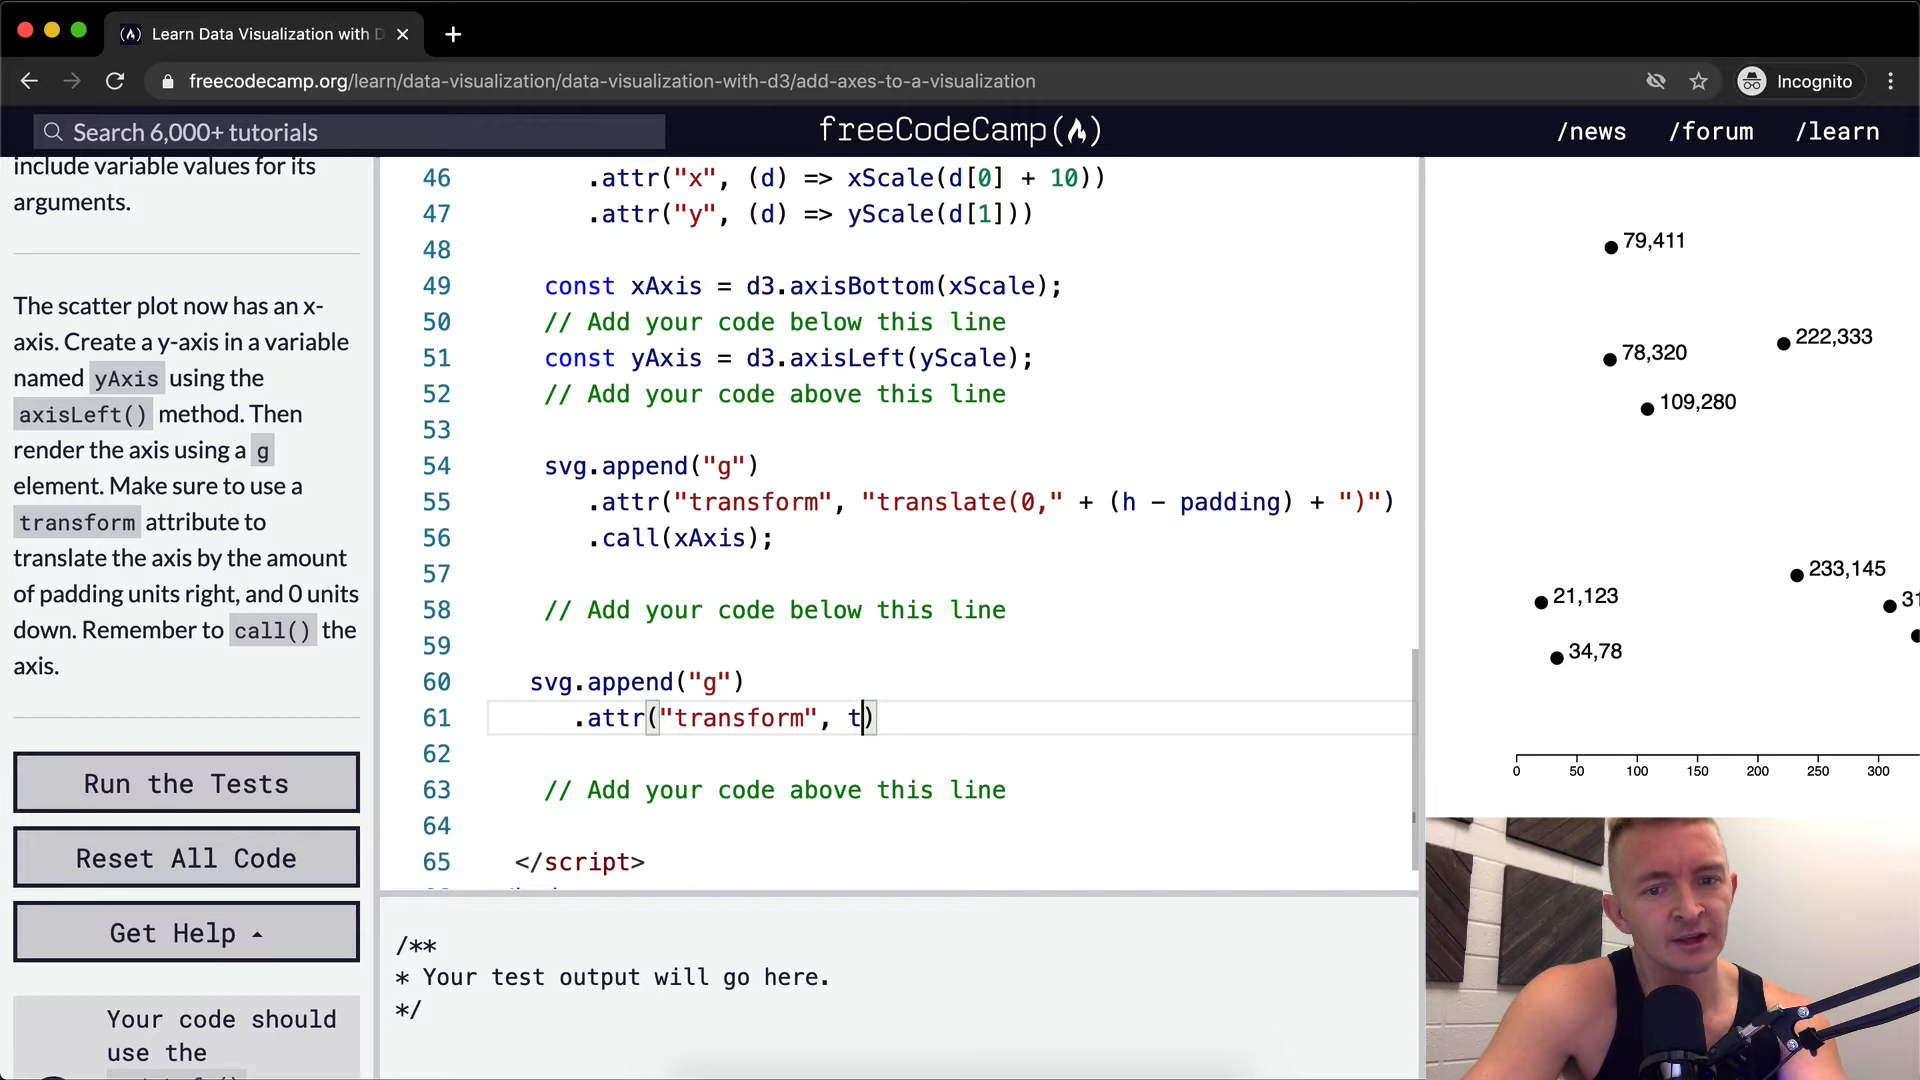 Learn Data Visualization with D
freecodecamp.org/learn/data-visualization/data-visualization-with-d3/add-axes-to-a-visualization
Incognito
Search 6,000+ tutorials
freeCodeCamp
/news
/forum
/learn
include variable values for its
arguments.
The scatter plot now has an x-
axis. Create a y-axis in a variable
named yAxis using the
axisLeft() method. Then
render the axis using a g
element. Make sure to use a
transform attribute to
translate the axis by the amount
of padding units right, and 0 units
down. Remember to call() the
axis.
Run the Tests
Reset All Code
Get Help
Your code should
use the
46 .attr("x", (d) => xScale(d[0] + 10))
47 .attr("y", (d) => yScale(d[1]))
48
49 const xAxis = d3.axisBottom(xScale);
50 // Add your code below this line
51 const yAxis = d3.axisLeft(yScale);
52 // Add your code above this line
53
54 svg.append("g")
55 .attr("transform", "translate(0," + (h - padding) + ")")
56 .call(xAxis);
57
58 // Add your code below this line
59
60 svg.append("g")
61 .attr("transform", t)
62
63 // Add your code above this line
64
65 </script>
/**
* Your test output will go here.
*/
79,411
222,333
78,320
109,280
233,145
21,123
31
34,78
0 50 100 150 200 250 300